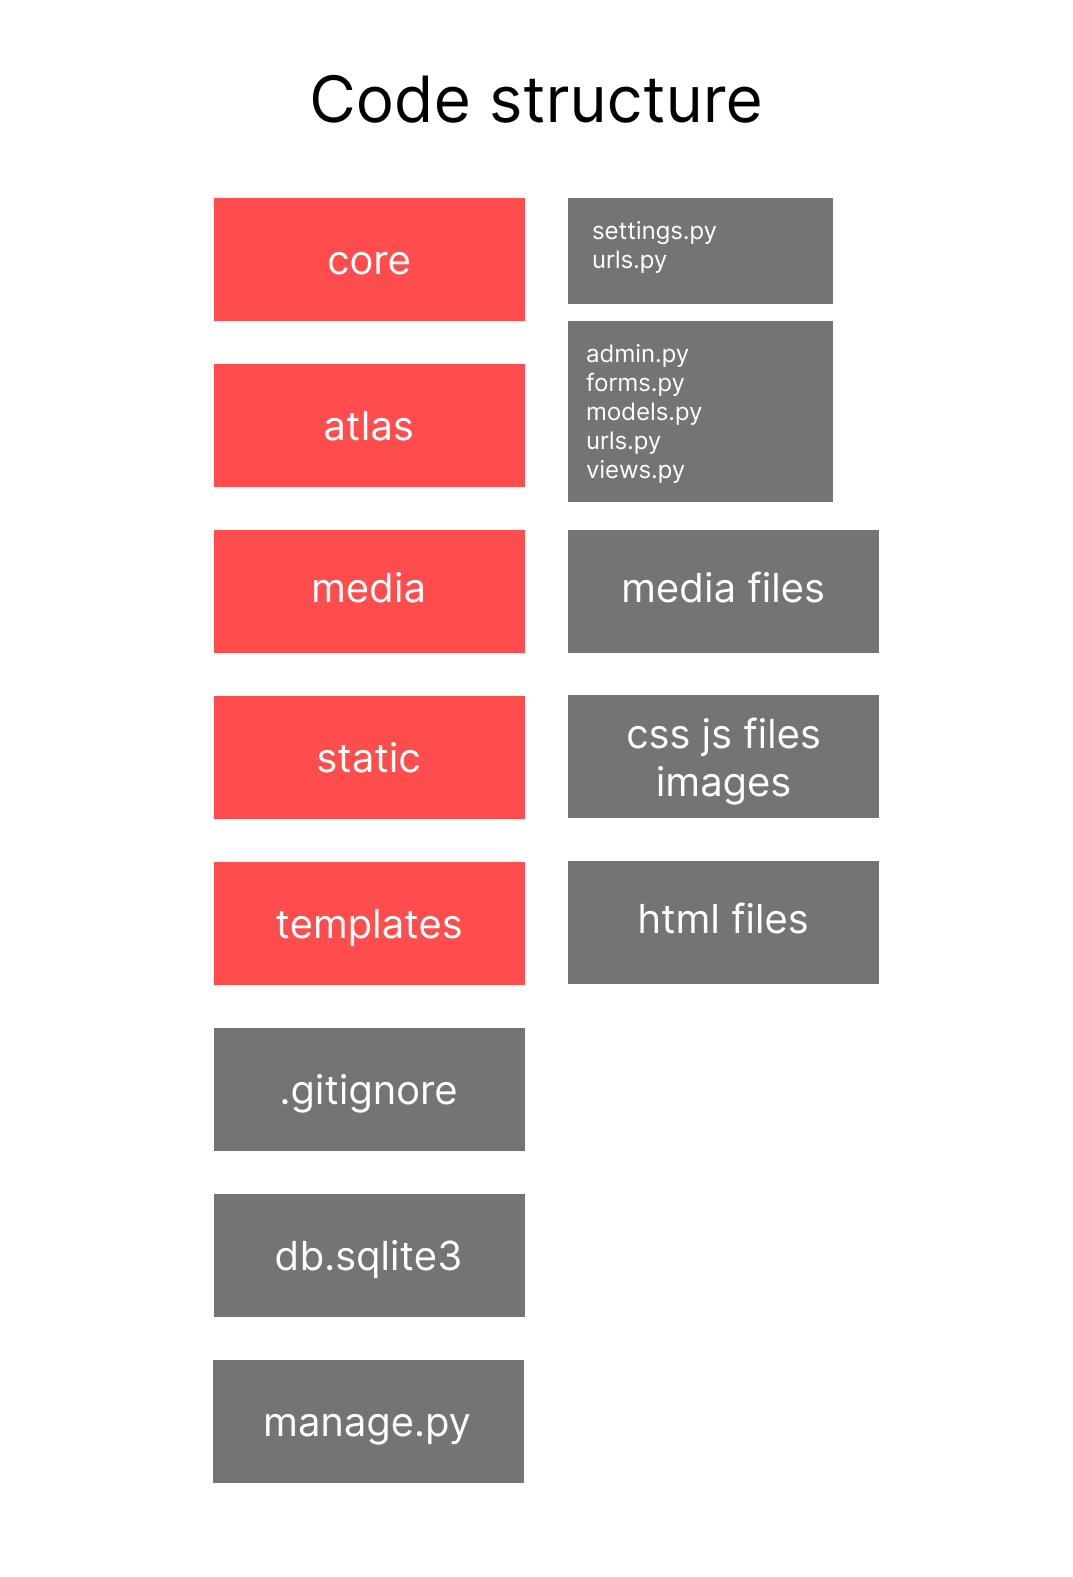 Code structure
core
settings.py
urls.py
atlas
admin.py
forms.py
models.py
urls.py
views.py
media
media files
static
css js files
images
templates
html files
.gitignore
db.sqlite3
manage.py